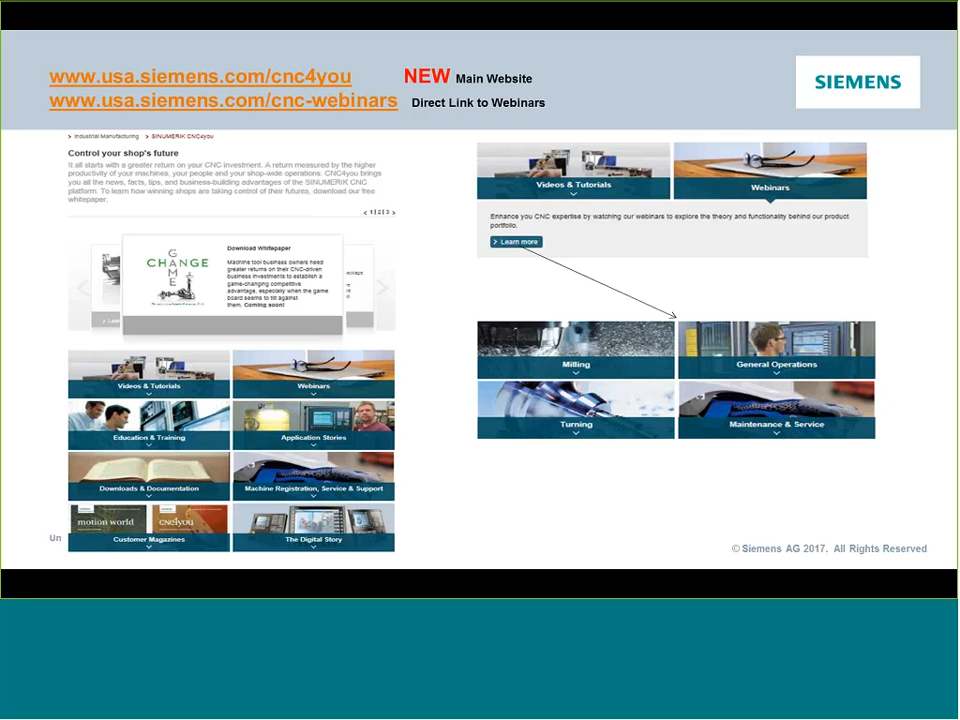 www.usa.siemens.com/cnc4you NEW Main Website
www.usa.siemens.com/cnc-webinars Direct Link to Webinars
SIEMENS
> Industrial Manufacturing > SINUMERIK CNC4you
Control your shop's future
It all starts with a greater return on your CNC investment. A return measured by the higher
productivity of your machines, your people and your shop-wide operations. CNC4you brings
you all the news, facts, tips, and business-building advantages of the SINUMERIK CNC
platform. To learn how winning shops are taking control of their futures, download our free
whitepaper.
< 1 | 2 | 3 >
CHANGE
GAME
Download Whitepaper
Machine tool business owners need
greater returns on their CNC-driven
business investments to establish a
game-changing competitive
advantage, especially when the game
board seems to tilt against
them. Coming soon!
Videos & Tutorials
Webinars
Education & Training
Application Stories
Downloads & Documentation
Machine Registration, Service & Support
motion world
cnc4you
Customer Magazines
The Digital Story
Un
Videos & Tutorials
Webinars
Enhance you CNC expertise by watching our webinars to explore the theory and functionality behind our product
portfolio.
> Learn more
Milling
General Operations
Turning
Maintenance & Service
© Siemens AG 2017. All Rights Reserved